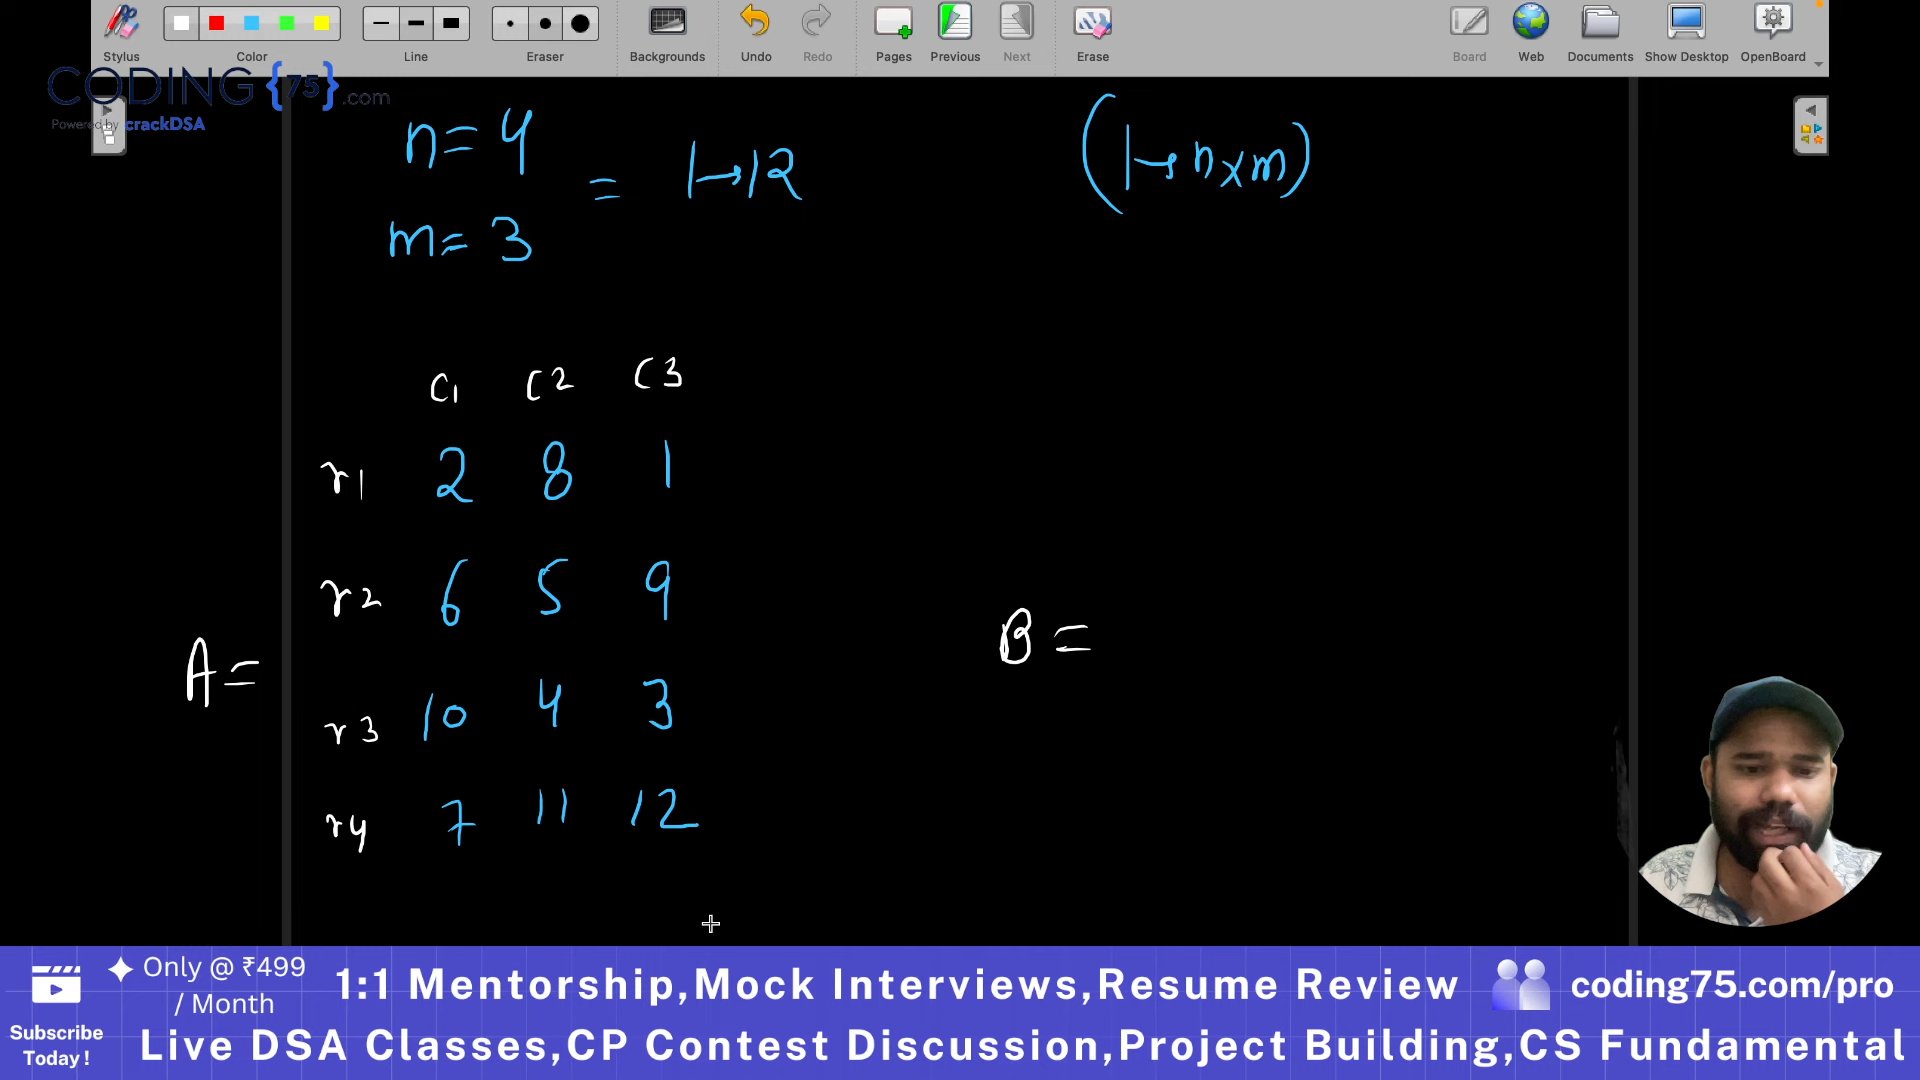 Stylus Color Line Eraser Backgrounds Undo Redo Pages Previous Next Erase Board Web Documents Show Desktop OpenBoard
CODING {75} .com
Powered by crackDSA
n = 4
= 1→12
(1→n×m)
m = 3
C1 C2 C3
r1 2 8 1
r2 6 5 9
A =
B =
r3 10 4 3
r4 7 11 12
Only @ ₹499
/ Month
1:1 Mentorship,Mock Interviews,Resume Review
coding75.com/pro
Subscribe
Today !
Live DSA Classes,CP Contest Discussion,Project Building,CS Fundamental